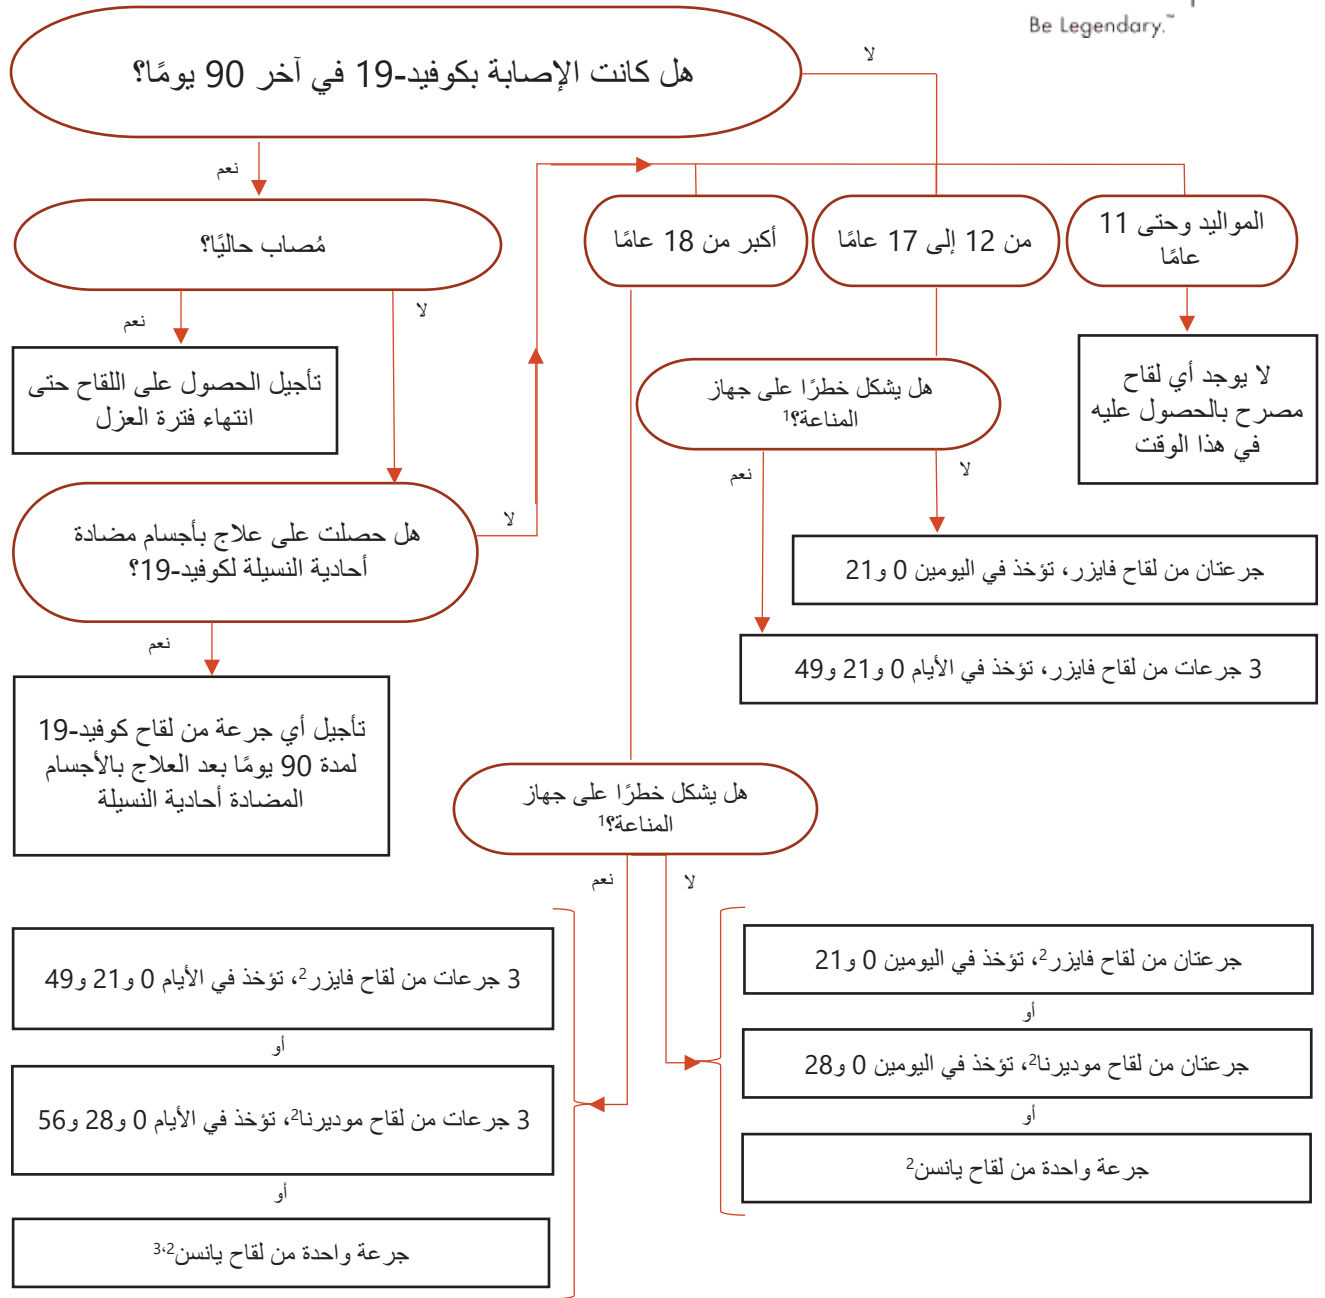 Be Legendary.™
هل كانت الإصابة بكوفيد-19 في آخر 90 يومًا؟
لا
نعم
المواليد وحتى 11
عامًا
من 12 إلى 17 عامًا
أكبر من 18 عامًا
مُصاب حاليًا؟
لا
نعم
لا يوجد أي لقاح
مصرح بالحصول عليه
في هذا الوقت
هل يشكل خطرًا على جهاز
المناعة؟¹
تأجيل الحصول على اللقاح حتى
انتهاء فترة العزل
لا
نعم
هل حصلت على علاج بأجسام مضادة
أحادية النسيلة لكوفيد-19؟
لا
نعم
جرعتان من لقاح فايزر، تؤخذ في اليومين 0 و21
3 جرعات من لقاح فايزر، تؤخذ في الأيام 0 و21 و49
تأجيل أي جرعة من لقاح كوفيد-19
لمدة 90 يومًا بعد العلاج بالأجسام
المضادة أحادية النسيلة
هل يشكل خطرًا على جهاز
المناعة؟¹
لا
نعم
جرعتان من لقاح فايزر²، تؤخذ في اليومين 0 و21
أو
جرعتان من لقاح موديرنا²، تؤخذ في اليومين 0 و28
أو
جرعة واحدة من لقاح يانسن²
3 جرعات من لقاح فايزر²، تؤخذ في الأيام 0 و21 و49
أو
3 جرعات من لقاح موديرنا²، تؤخذ في الأيام 0 و28 و56
أو
جرعة واحدة من لقاح يانسن²،³